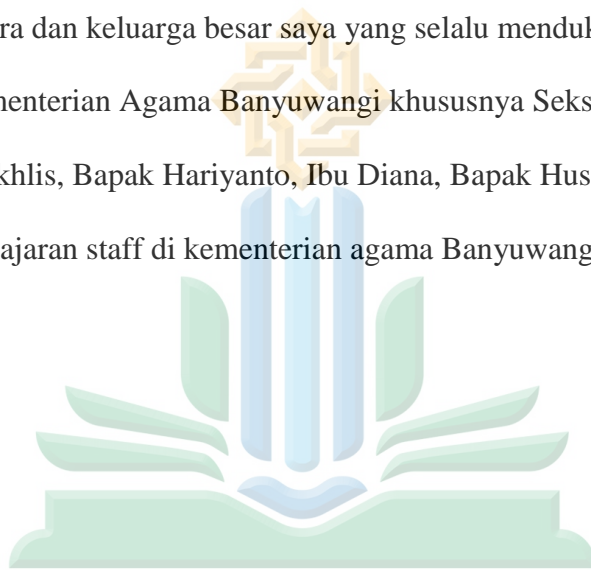 ra dan keluarga besar saya yang selalu menduk
nenterian Agama Banyuwangi khususnya Seks
khlis, Bapak Hariyanto, Ibu Diana, Bapak Hus
ajaran staff di kementerian agama Banyuwang